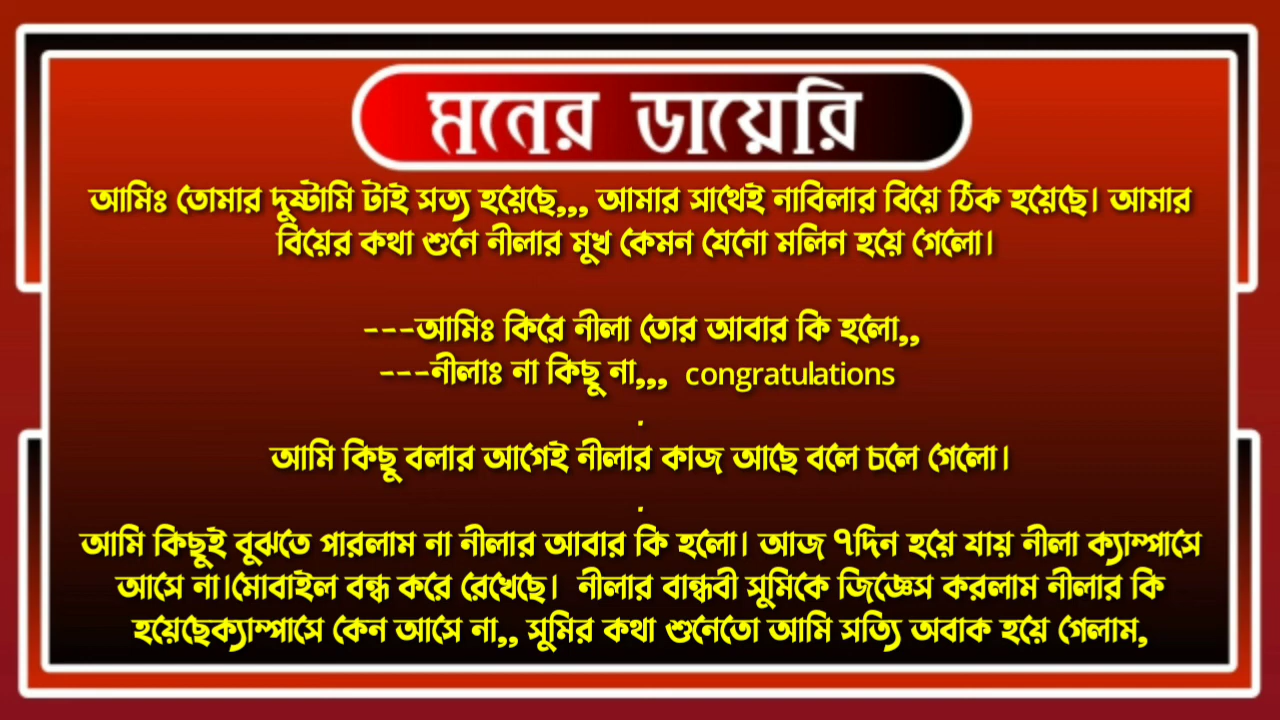 মনের ডায়েরি
আমিঃ তোমার দুষ্টামি টাই সত্য হয়েছে,,, আমার সাথেই নাবিলার বিয়ে ঠিক হয়েছে। আমার
বিয়ের কথা শুনে নীলার মুখ কেমন যেনো মলিন হয়ে গেলো।
---আমিঃ কিরে নীলা তোর আবার কি হলো,,
---নীলাঃ না কিছু না,,, congratulations
.
আমি কিছু বলার আগেই নীলার কাজ আছে বলে চলে গেলো।
.
আমি কিছুই বুঝতে পারলাম না নীলার আবার কি হলো। আজ ৭দিন হয়ে যায় নীলা ক্যাম্পাসে
আসে না।মোবাইল বন্ধ করে রেখেছে। নীলার বান্ধবী সুমিকে জিজ্ঞেস করলাম নীলার কি
হয়েছেক্যাম্পাসে কেন আসে না,, সুমির কথা শুনেতো আমি সত্যি অবাক হয়ে গেলাম,